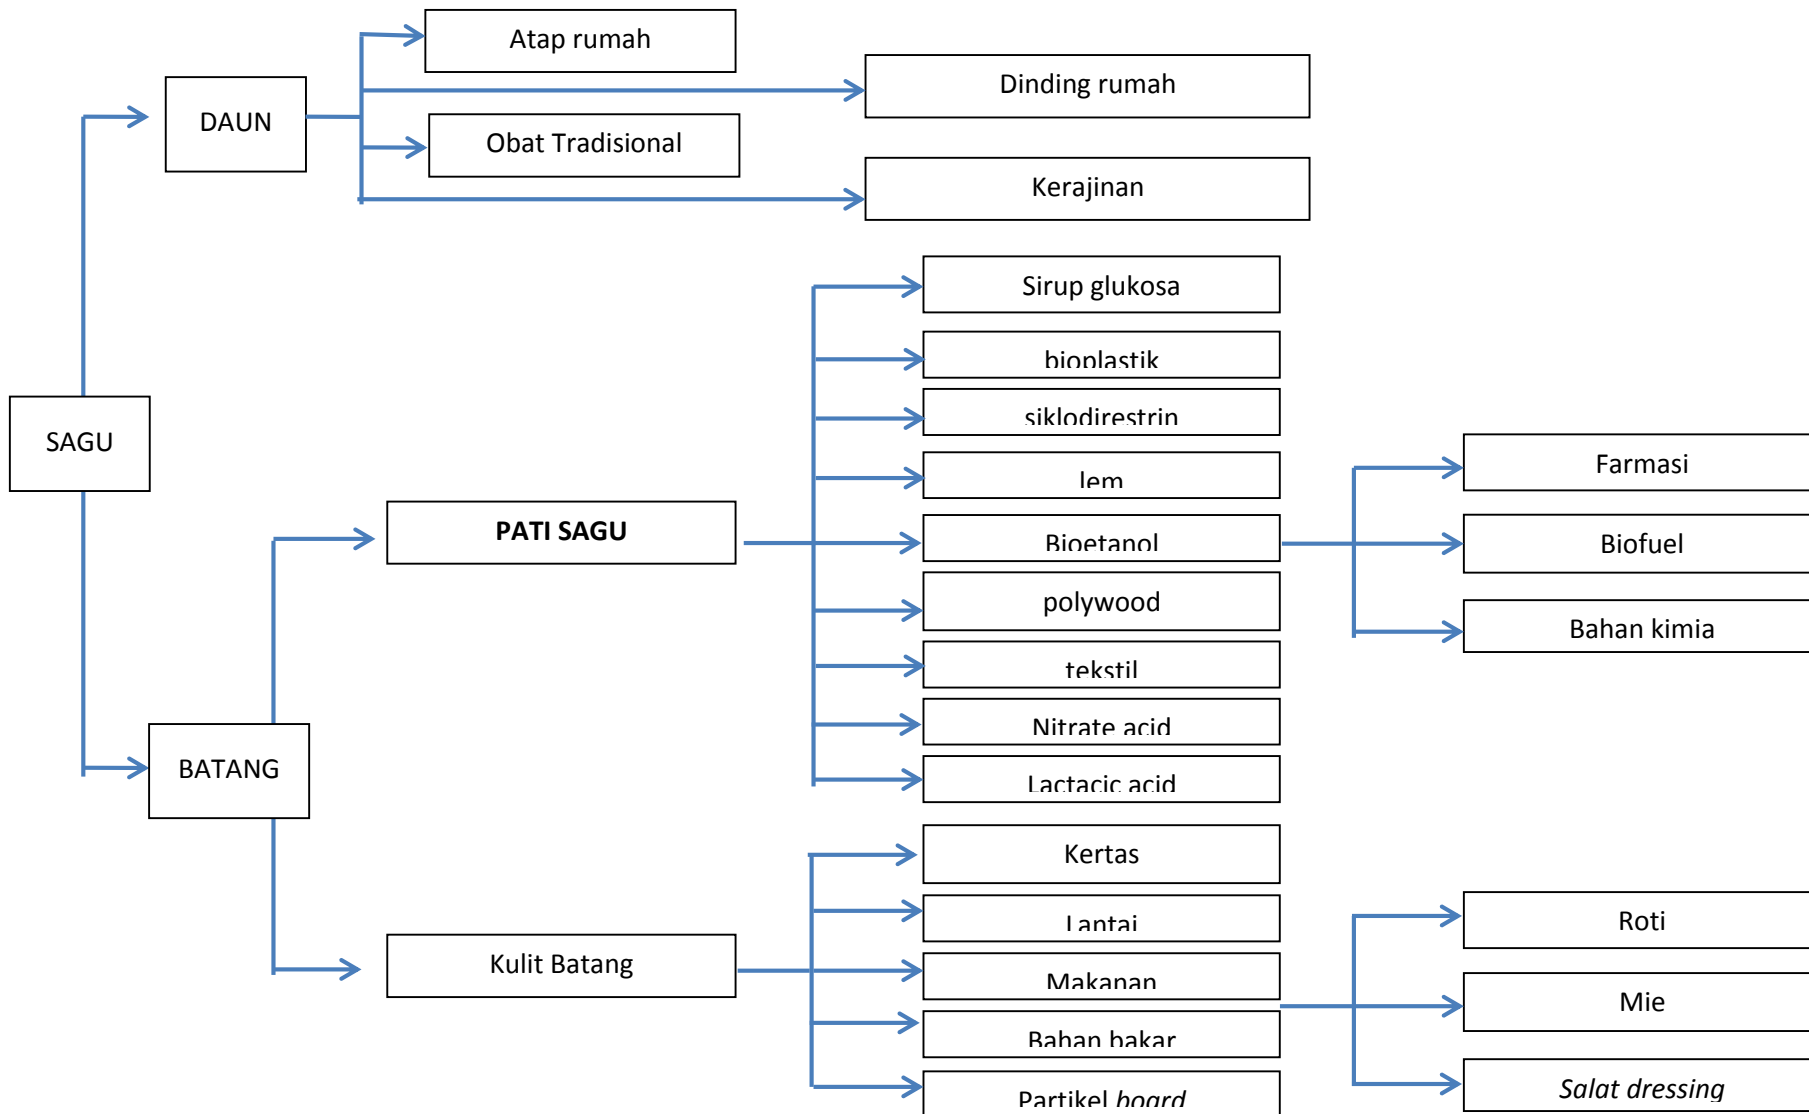 Atap rumah
Dinding rumah
DAUN
Obat Tradisional
Kerajinan
Sirup glukosa
bioplastik
siklodirestrin
SAGU
lem
Farmasi
PATI SAGU
Bioetanol
Biofuel
polywood
Bahan kimia
tekstil
Nitrate acid
BATANG
Lactacic acid
Kertas
Lantai
Roti
Kulit Batang
Makanan
Mie
Bahan bakar
Partikel board
Salat dressing